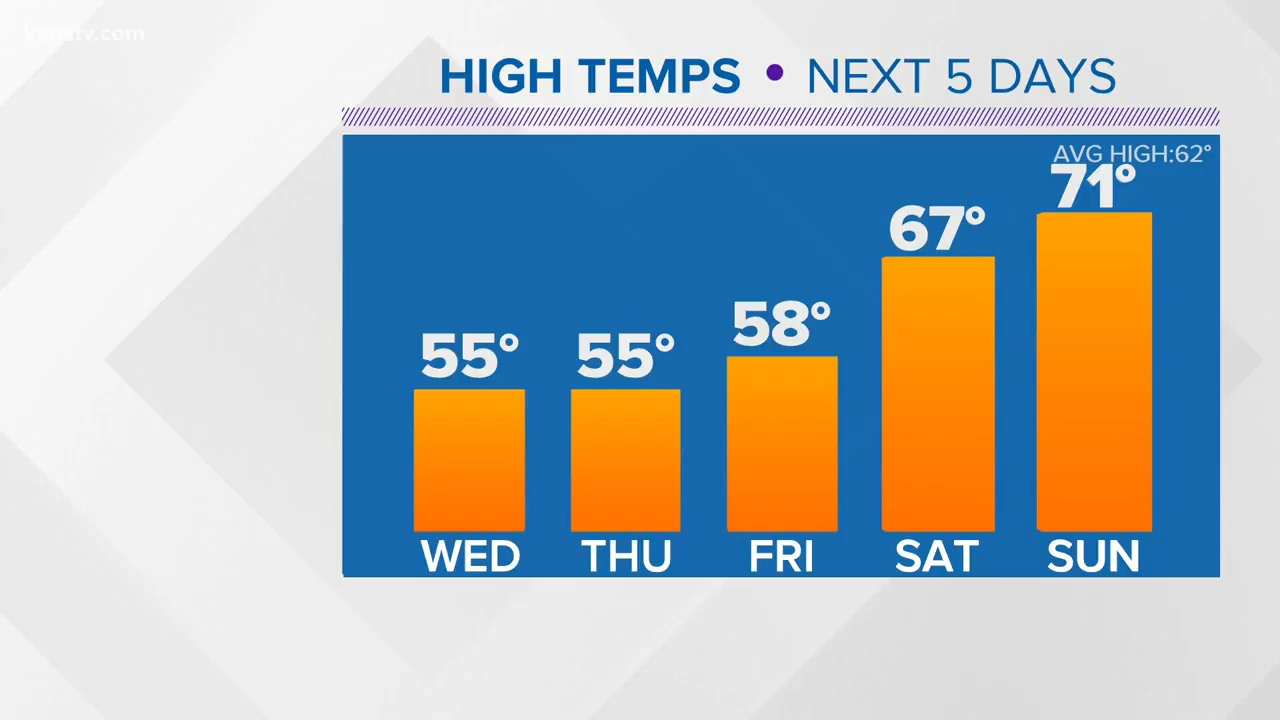 HIGH TEMPS • NEXT 5 DAYS
AVG HIGH:62°
55° 55° 58° 67° 71°
WED THU FRI SAT SUN